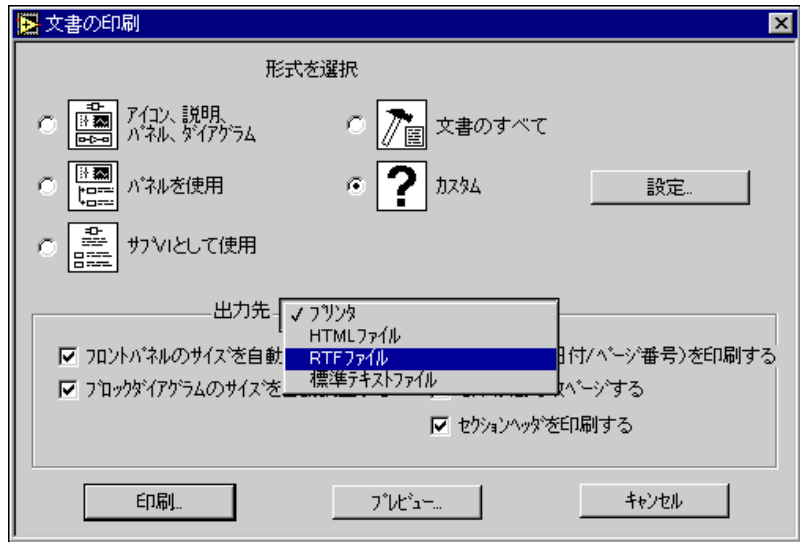 文書の印刷
形式を選択
アイコン、説明、
パネル、ダイアグラム
文書のすべて
パネルを使用
カスタム
設定...
サブVIとして使用
出力先
プリンタ
HTMLファイル
RTFファイル
標準テキストファイル
フロントパネルのサイズを自動
付/ページ番号)を印刷する
ブロックダイアグラムのサイズを
ページする
セクションヘッダを印刷する
印刷...
プレビュー...
キャンセル